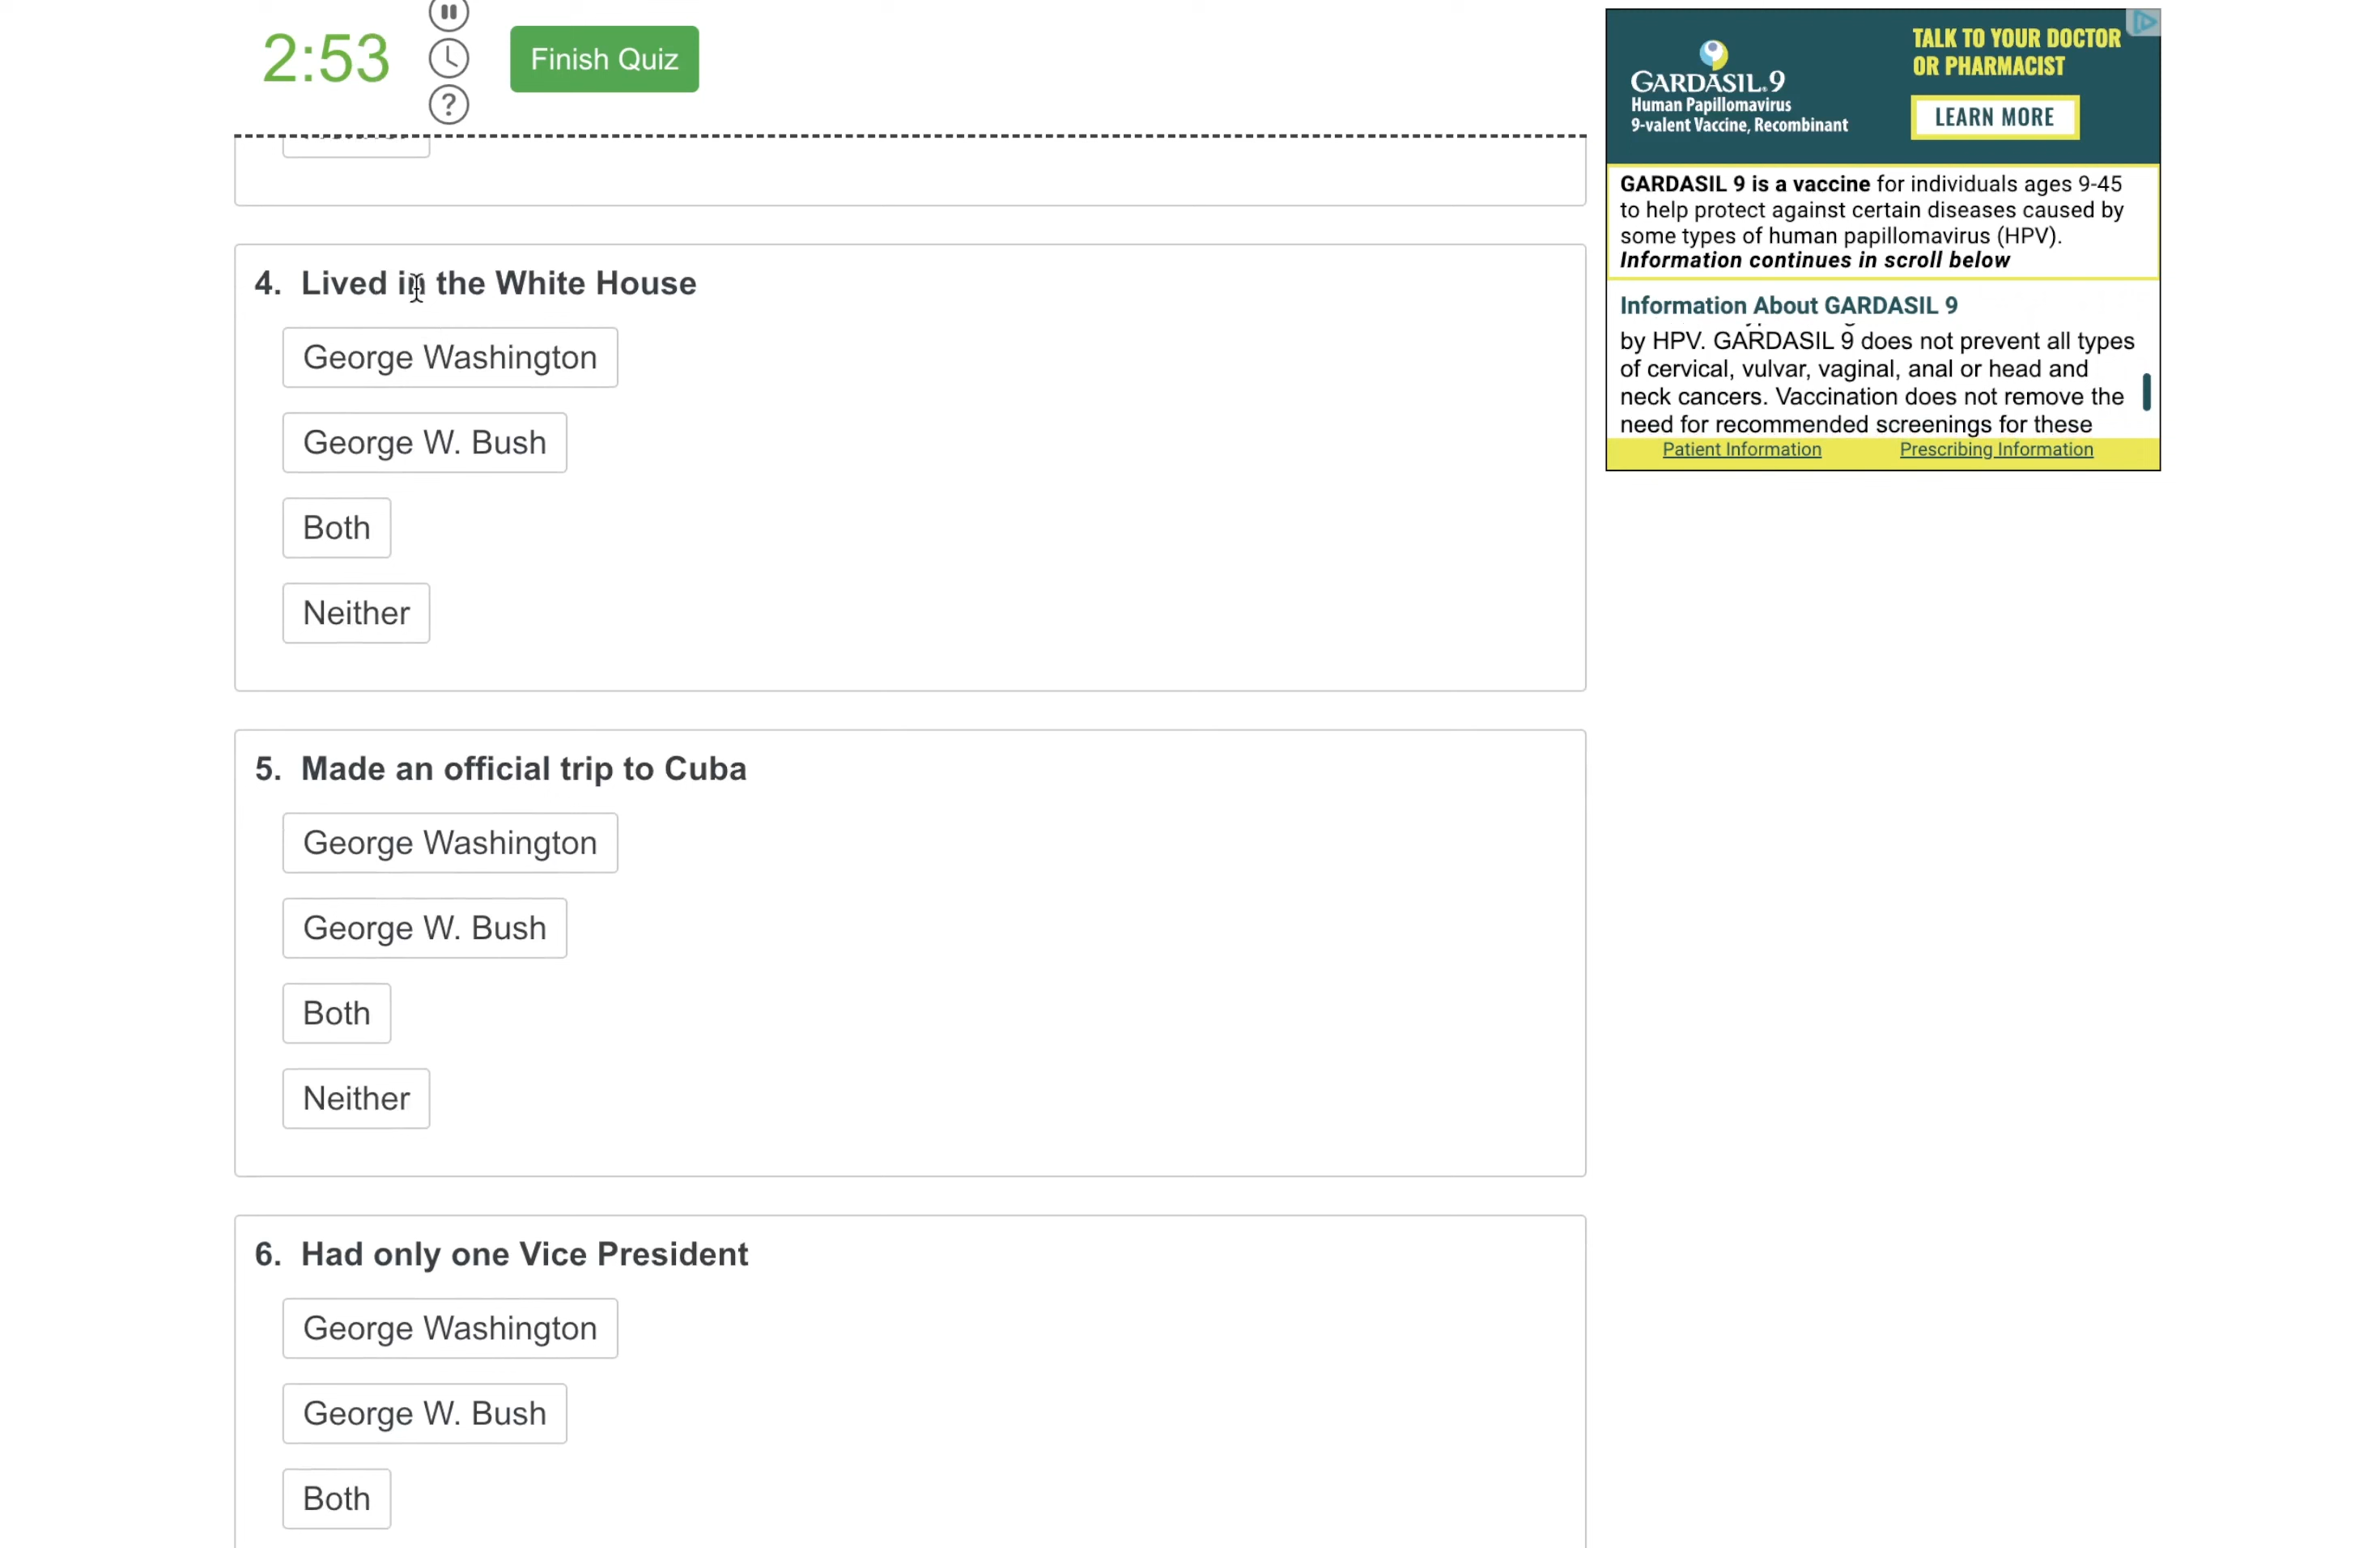 2:53
Finish Quiz
4. Lived in the White House
George Washington
George W. Bush
Both
Neither
5. Made an official trip to Cuba
George Washington
George W. Bush
Both
Neither
6. Had only one Vice President
George Washington
George W. Bush
Both
GARDASIL®9
Human Papillomavirus
9-valent Vaccine, Recombinant
TALK TO YOUR DOCTOR
OR PHARMACIST
LEARN MORE
GARDASIL 9 is a vaccine for individuals ages 9-45
to help protect against certain diseases caused by
some types of human papillomavirus (HPV).
Information continues in scroll below
Information About GARDASIL 9
by HPV. GARDASIL 9 does not prevent all types
of cervical, vulvar, vaginal, anal or head and
neck cancers. Vaccination does not remove the
need for recommended screenings for these
Patient Information Prescribing Information